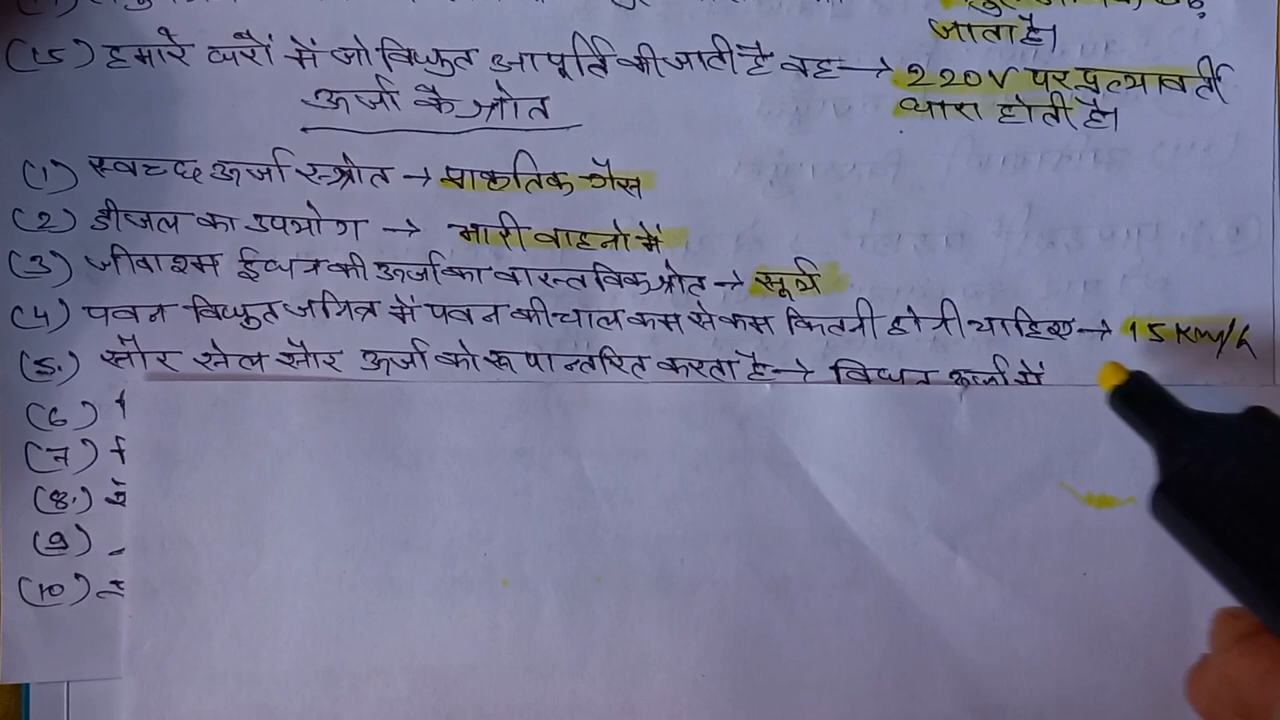 जाता है।
(15) हमारे घरों में जो विधुत आपूर्ति की जाती है वह → 220V पर प्रत्यावर्ती
धारा होती है।
ऊर्जा के स्रोत
(1) स्वच्छ ऊर्जा स्त्रोत → प्राकृतिक गैस
(2) डीजल का उपयोग → भारी वाहनो में
(3) जीवाश्म ईंधन की ऊर्जा का वास्तविक स्रोत → सूर्य
(4) पवन विधुत जनित्र में पवन की चाल कम से कम कितनी होनी चाहिए → 15 Km/h
(5.) सौर सेल सौर ऊर्जा को रूपान्तरित करता है → विधुत ऊर्जा में
(6)
(7)
(8.)
(9)
(10)